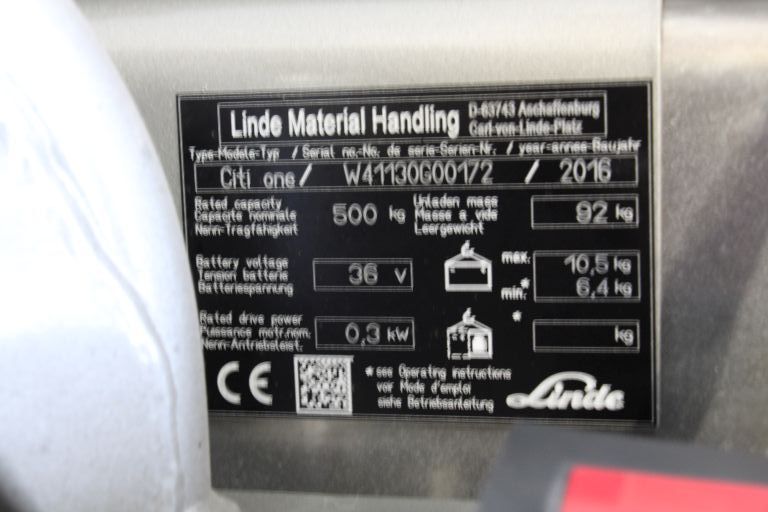 Linde Material Handling
D-63743 Aschaffenburg
Carl-von-Linde-Platz
Type-Modele-Typ / Serial no.-No. de serie-Serien-Nr. / year-annee-Baujahr
Citi one / W41130G00172 / 2016
Rated capacity
Capacite nominale
Nenn-Tragfähigkeit
500 kg
Unladen mass
Masse a vide
Leergewicht
92 kg
Battery voltage
Tension batterie
Batteriespannung
36 V
max.
10,5 kg
min.*
6,4 kg
Rated drive power
Puissance motr.nom.
Nenn-Antriebsleist.
0,3 kW
*
kg
CE
*see Operating instructions
voir Mode d'emploi
siehe Betriebsanleitung
Linde